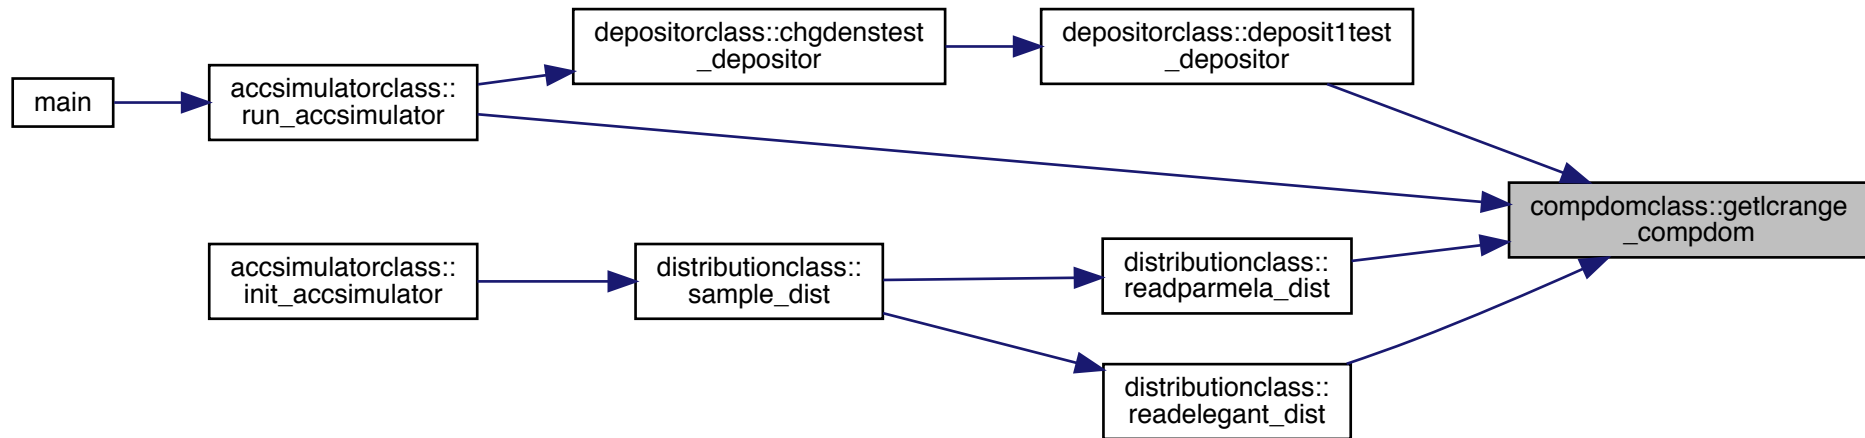 main
accsimulatorclass::
run_accsimulator
depositorclass::chgdenstest
_depositor
depositorclass::deposit1test
_depositor
compdomclass::getlcrange
_compdom
accsimulatorclass::
init_accsimulator
distributionclass::
sample_dist
distributionclass::
readparmela_dist
distributionclass::
readelegant_dist